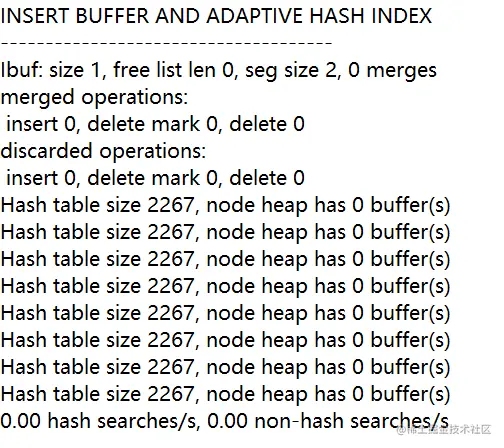 INSERT BUFFER AND ADAPTIVE HASH INDEX
-------------------------------------
Ibuf: size 1, free list len 0, seg size 2, 0 merges
merged operations:
insert 0, delete mark 0, delete 0
discarded operations:
insert 0, delete mark 0, delete 0
Hash table size 2267, node heap has 0 buffer(s)
Hash table size 2267, node heap has 0 buffer(s)
Hash table size 2267, node heap has 0 buffer(s)
Hash table size 2267, node heap has 0 buffer(s)
Hash table size 2267, node heap has 0 buffer(s)
Hash table size 2267, node heap has 0 buffer(s)
Hash table size 2267, node heap has 0 buffer(s)
Hash table size 2267, node heap has 0 buffer(s)
0.00 hash searches/s, 0.00 non-hash searches/s
@稀土掘金技术社区